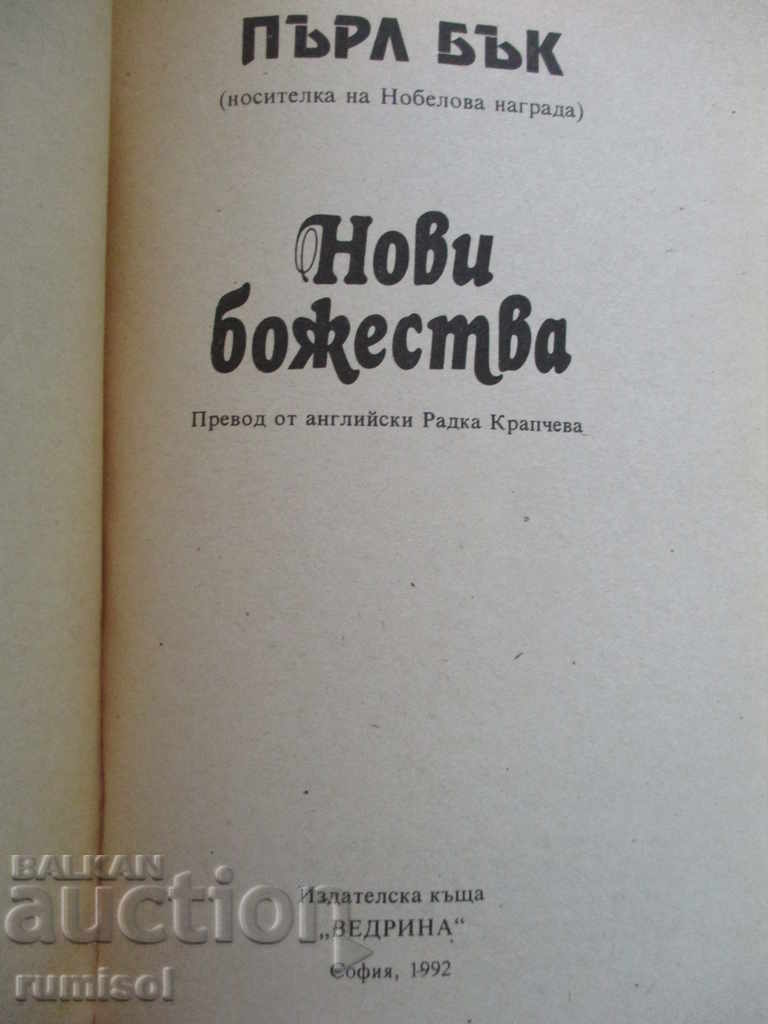 ПЪРЛ БЪК
(носителка на Нобелова награда)
Нови
божества
Превод от английски Радка Крапчева
Издателска къща
„ВЕДРИНА“
София, 1992
BALKAN
auction
rumisol